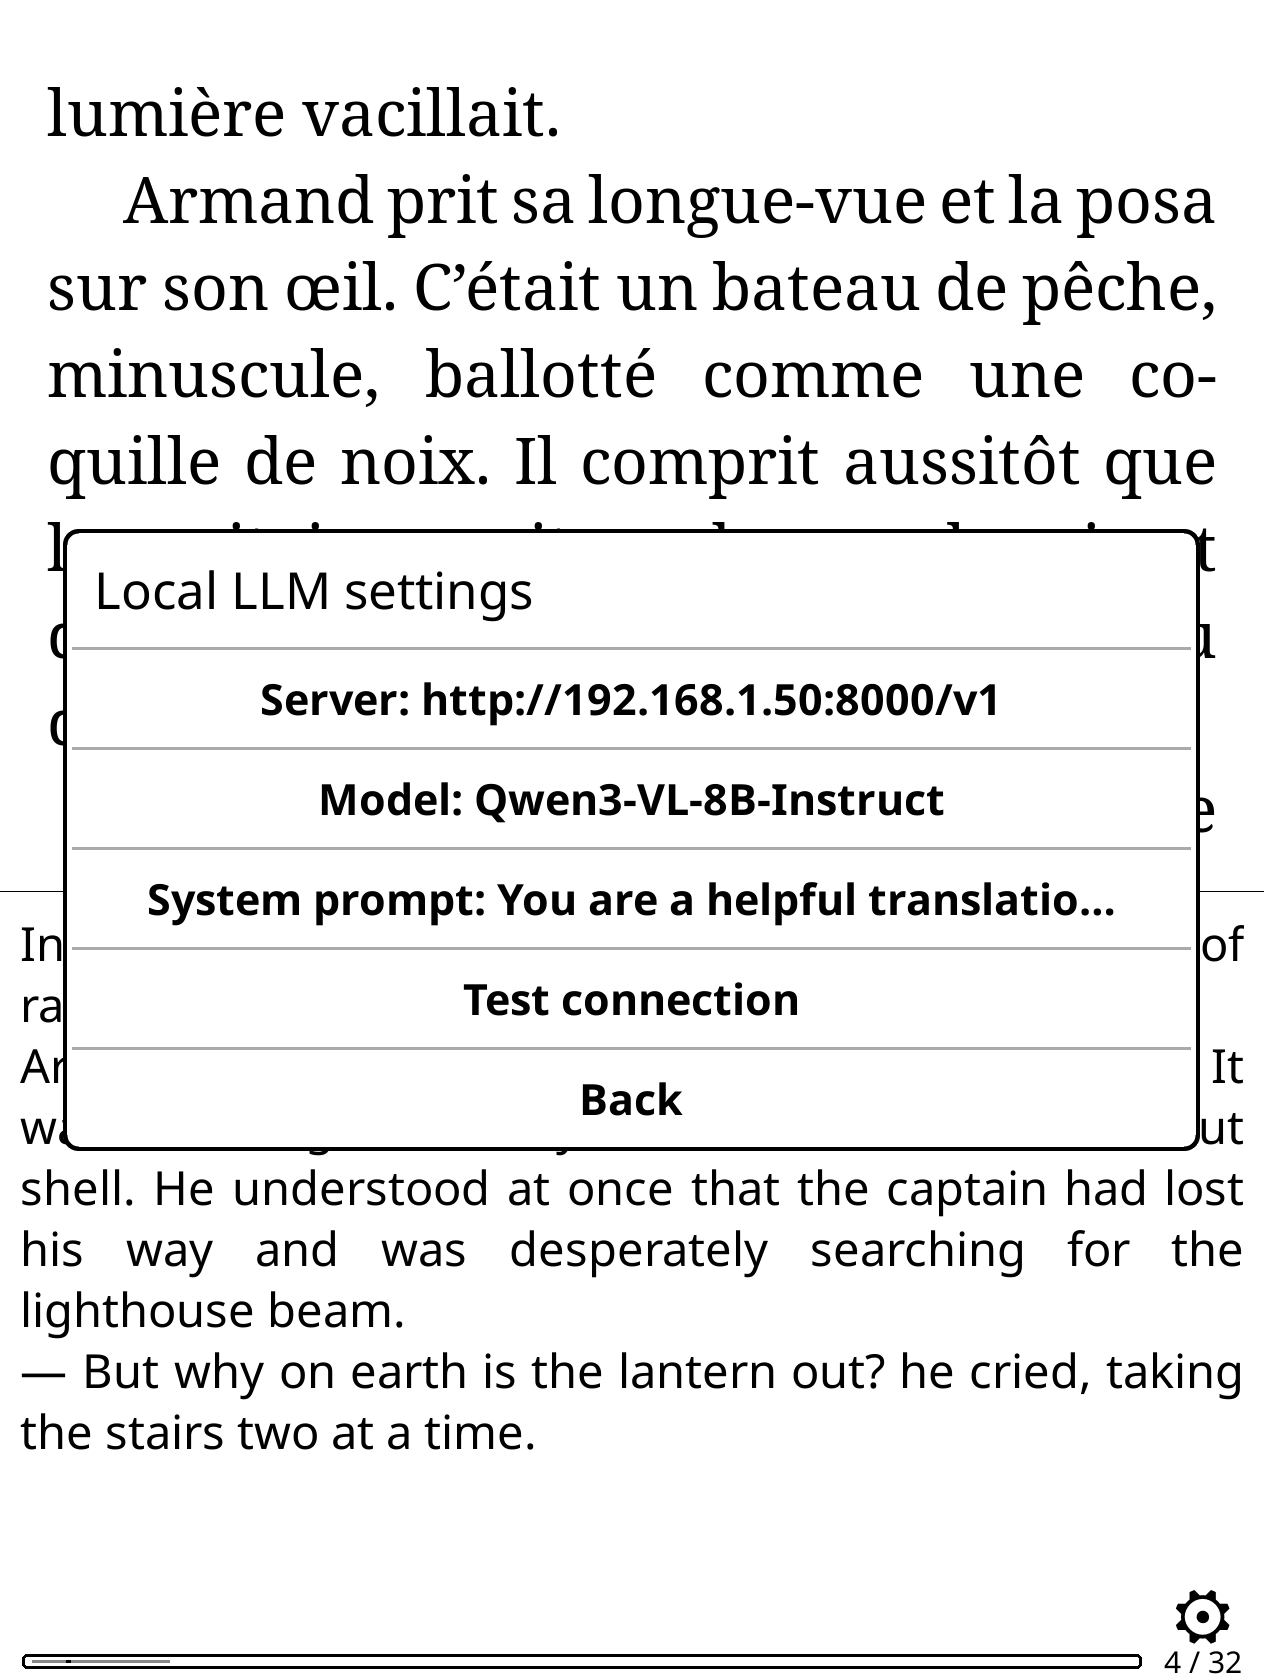 lumière vacillait.
Armand prit sa longue-vue et la posa
sur son œil. C’était un bateau de pêche,
minuscule, ballotté comme une co-
quille de noix. Il comprit aussitôt que
Local LLM settings
Server: http://192.168.1.50:8000/v1
Model: Qwen3-VL-8B-Instruct
System prompt: You are a helpful translatio...
Test connection
Back
In of
It
shell. He understood at once that the captain had lost
his way and was desperately searching for the
lighthouse beam.
— But why on earth is the lantern out? he cried, taking
the stairs two at a time.
4 / 32